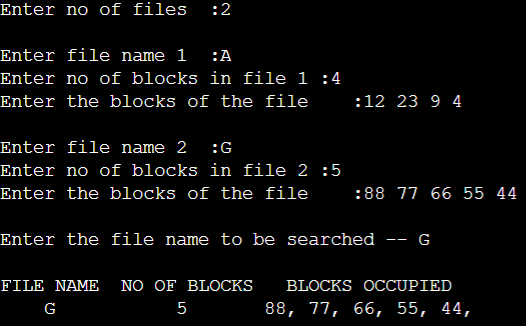 Enter no of files  :2
Enter file name 1  :A
Enter no of blocks in file 1 :4
Enter the blocks of the file    :12 23 9 4
Enter file name 2  :G
Enter no of blocks in file 2 :5
Enter the blocks of the file    :88 77 66 55 44
Enter the file name to be searched -- G
FILE NAME  NO OF BLOCKS   BLOCKS OCCUPIED
    G           5       88, 77, 66, 55, 44,